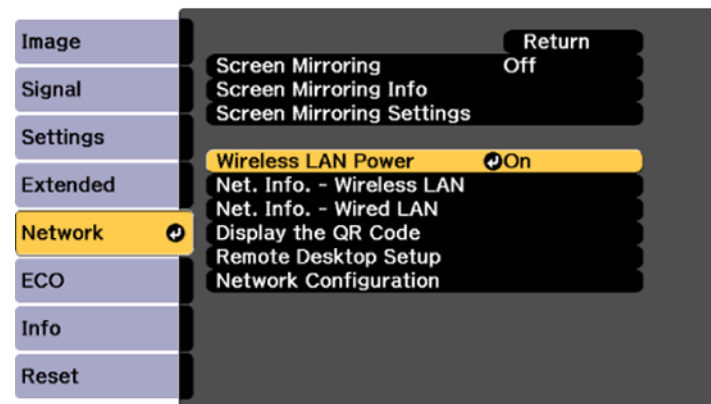 Image
Signal
Settings
Extended
Network
ECO
Info
Reset
Return
Screen Mirroring Off
Screen Mirroring Info
Screen Mirroring Settings
Wireless LAN Power On
Net. Info. - Wireless LAN
Net. Info. - Wired LAN
Display the QR Code
Remote Desktop Setup
Network Configuration